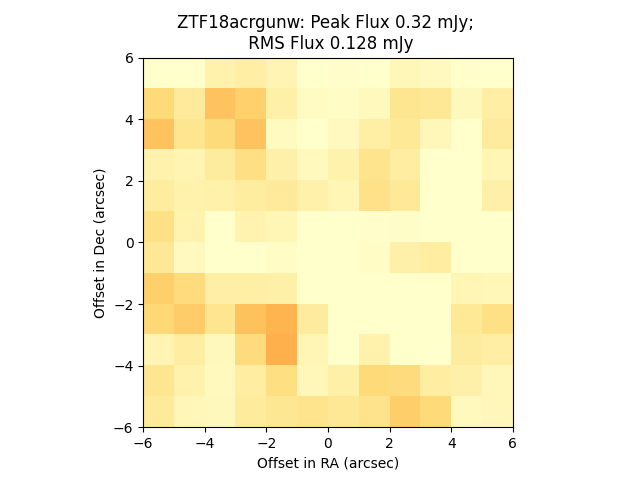 ZTF18acrgunw: Peak Flux 0.32 mJy;
RMS Flux 0.128 mJy
6
4
2
0
−2
−4
−6
Offset in Dec (arcsec)
−6 −4 −2 0 2 4 6
Offset in RA (arcsec)